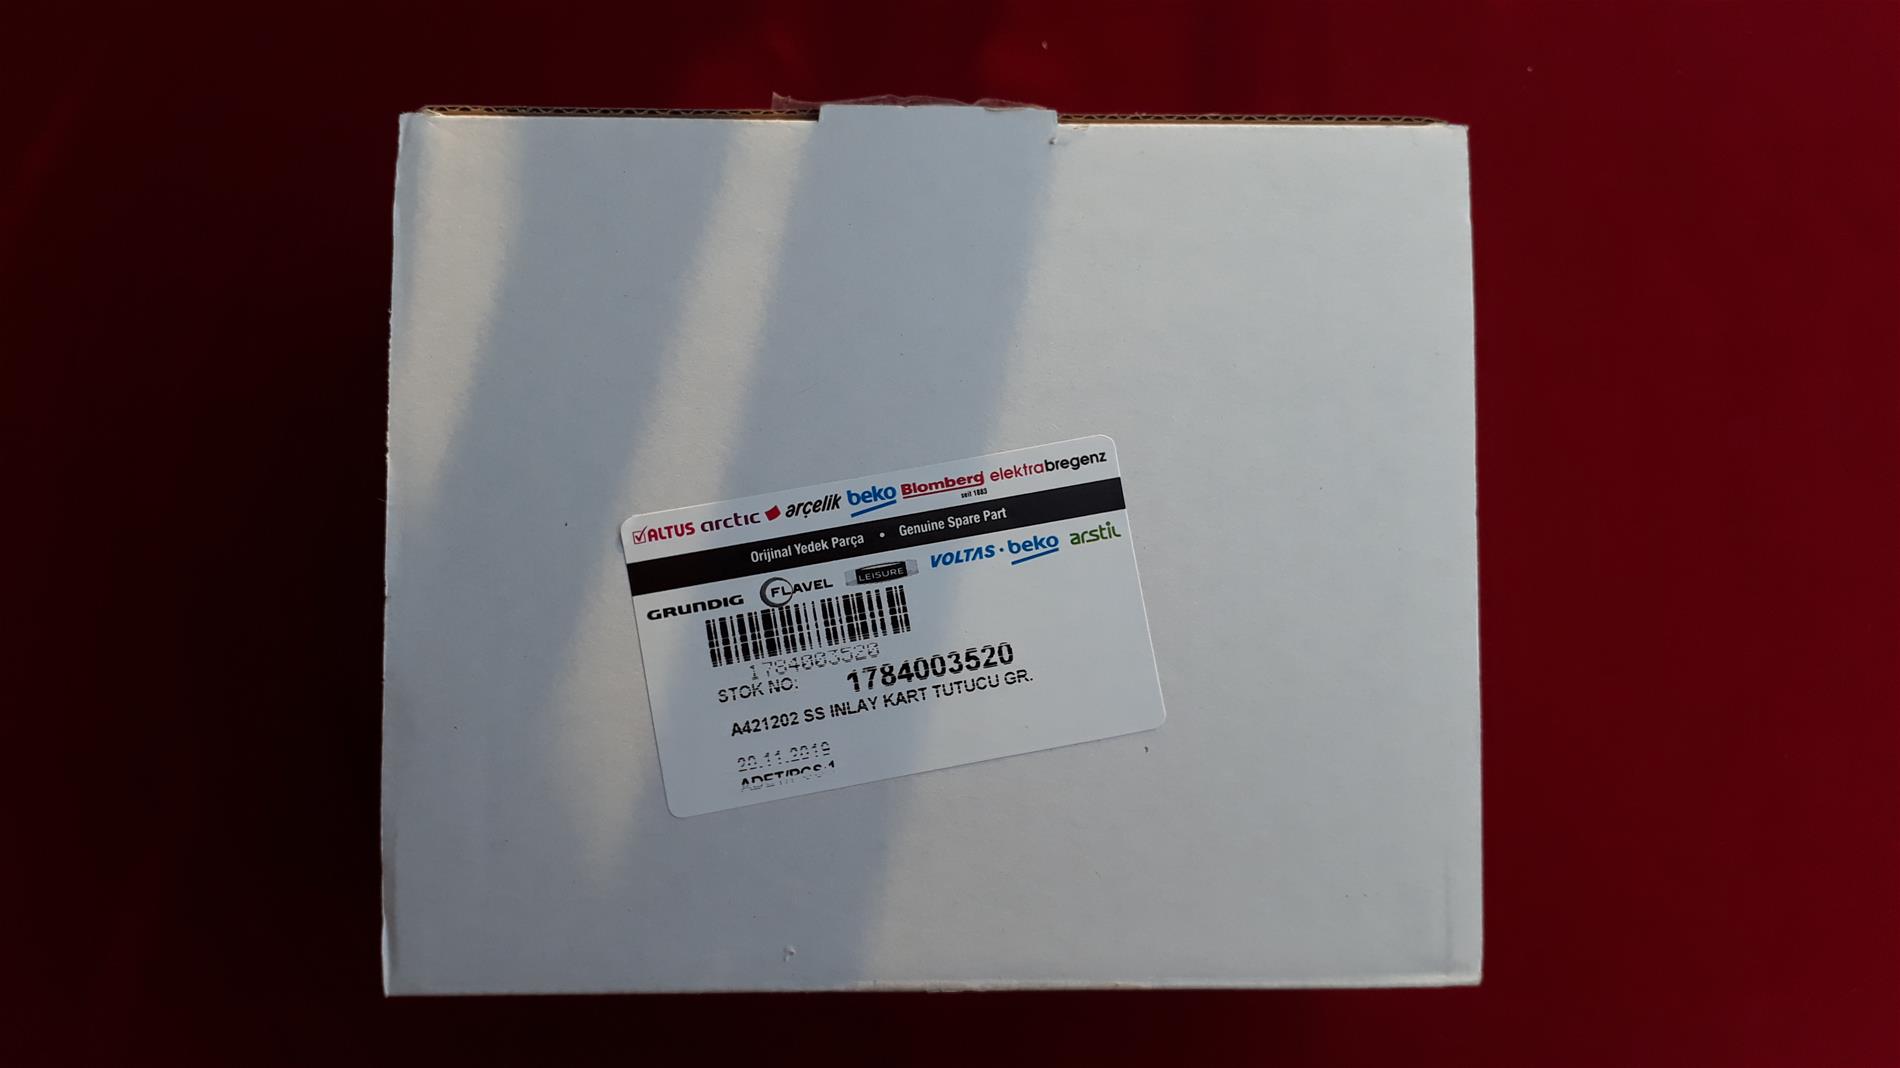 ALTUS arctic arçelik beko Blomberg elektrabregenz
seit 1883
Orijinal Yedek Parça • Genuine Spare Part
GRUNDIG FLAVEL LEISURE VOLTAS·beko arstil
1784003520
STOK NO: 1784003520
A421202 SS INLAY KART TUTUCU GR.
20.11.2019
ADET/PCS:1